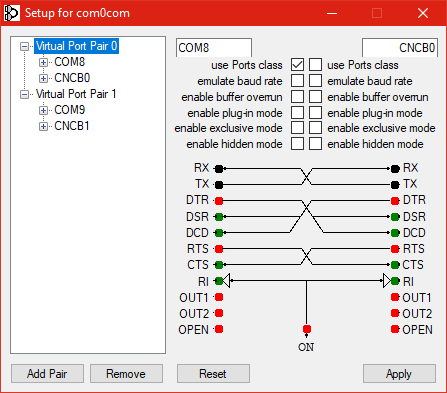 Setup for com0com
Virtual Port Pair 0
COM8
CNCB0
Virtual Port Pair 1
COM9
CNCB1
COM8 CNCB0
use Ports class use Ports class
emulate baud rate emulate baud rate
enable buffer overrun enable buffer overrun
enable plug-in mode enable plug-in mode
enable exclusive mode enable exclusive mode
enable hidden mode enable hidden mode
RX RX
TX TX
DTR DTR
DSR DSR
DCD DCD
RTS RTS
CTS CTS
RI RI
OUT1 OUT1
OUT2 OUT2
OPEN OPEN
ON
Add Pair Remove Reset Apply